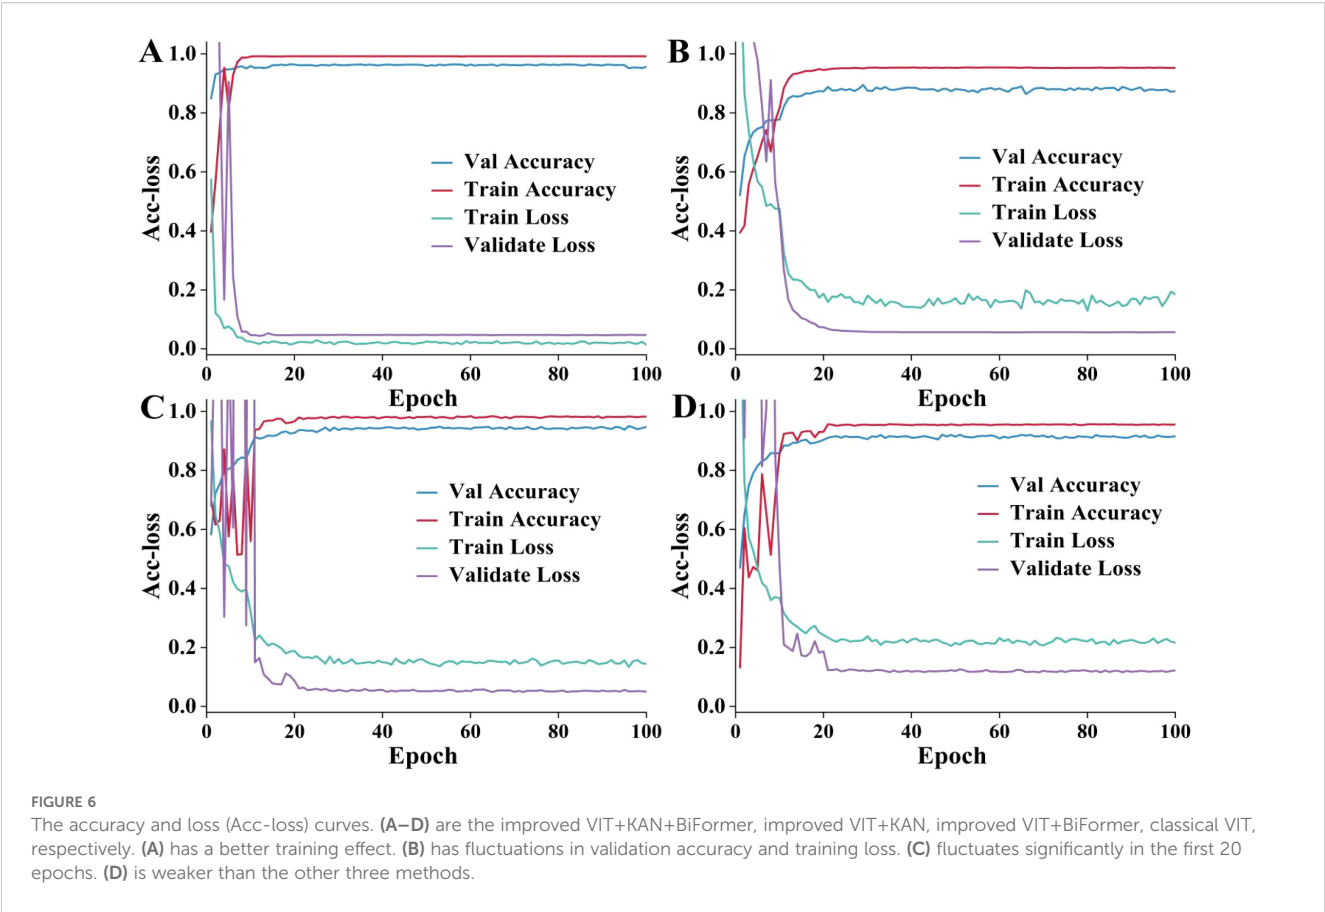 A
1.0
0.8
0.6
0.4
0.2
0.0
Acc-loss
Val Accuracy
Train Accuracy
Train Loss
Validate Loss
0 20 40 60 80 100
Epoch
B
1.0
0.8
0.6
0.4
0.2
0.0
Acc-loss
Val Accuracy
Train Accuracy
Train Loss
Validate Loss
0 20 40 60 80 100
Epoch
C
1.0
0.8
0.6
0.4
0.2
0.0
Acc-loss
Val Accuracy
Train Accuracy
Train Loss
Validate Loss
0 20 40 60 80 100
Epoch
D
1.0
0.8
0.6
0.4
0.2
0.0
Acc-loss
Val Accuracy
Train Accuracy
Train Loss
Validate Loss
0 20 40 60 80 100
Epoch
FIGURE 6
The accuracy and loss (Acc-loss) curves. (A–D) are the improved VIT+KAN+BiFormer, improved VIT+KAN, improved VIT+BiFormer, classical VIT,
respectively. (A) has a better training effect. (B) has fluctuations in validation accuracy and training loss. (C) fluctuates significantly in the first 20
epochs. (D) is weaker than the other three methods.